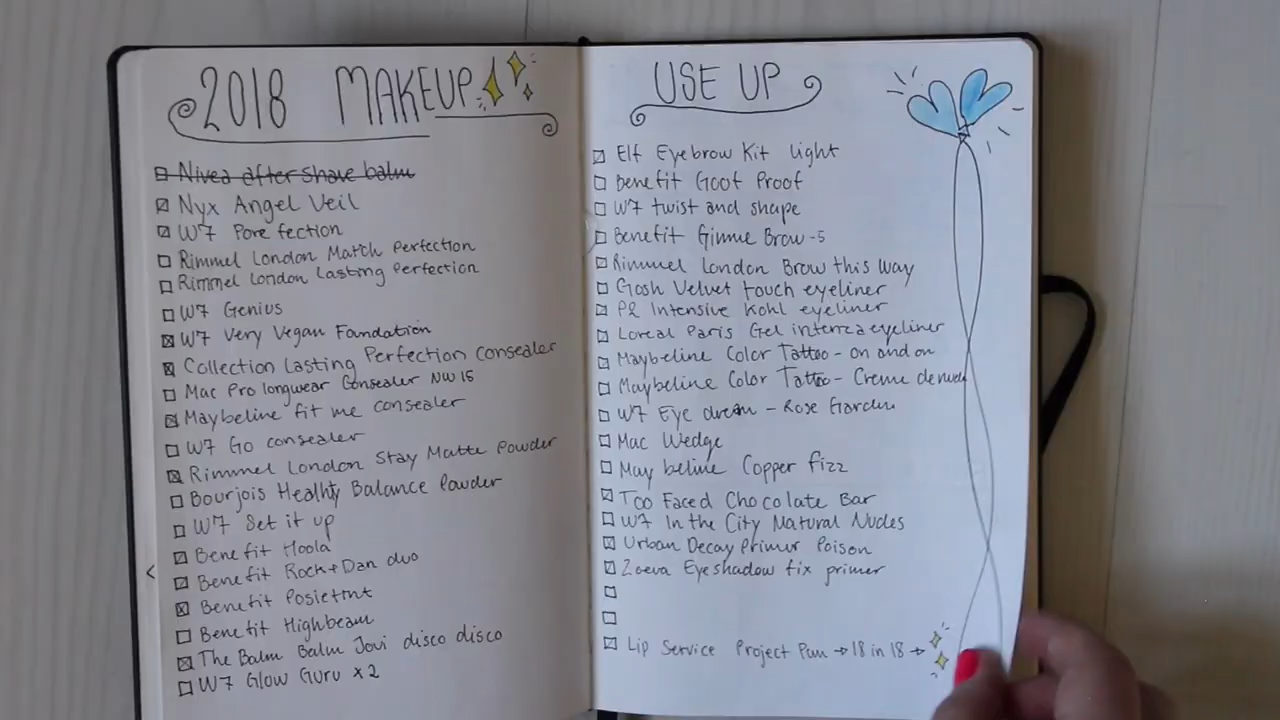 2018 MAKEUP
Nivea after shave balm
Nyx Angel Veil
W7 Pore fection
Rimmel London Match Perfection
Rimmel London Lasting Perfection
W7 Genius
W7 Very Vegan Foundation
Collection Lasting Perfection Consealer
Mac Pro longwear Consealer NW15
Maybeline fit me consealer
W7 Go consealer
Rimmel London Stay Matte Powder
Bourjois Healthy Balance Powder
W7 Set it up
Benefit Hoola
Benefit Rock+Dan duo
Benefit Posietint
Benefit Highbeam
The Balm Balm Jovi disco disco
W7 Glow Guru x2
USE UP
Elf Eyebrow Kit light
Benefit Goof Proof
W7 twist and shape
Benefit Gimme Brow -5
Rimmel London Brow this way
Gosh Velvet touch eyeliner
P2 Intensive Kohl eyeliner
Loreal Paris Gel eyeliner
Maybeline Color Tattoo - on and on
Maybeline Color Tattoo - Creme de nude
W7 Eye dream - Rose Garden
Mac Wedge
Maybeline Copper fizz
Too Faced Chocolate Bar
W7 In the City Natural Nudes
Urban Decay Primer Poison
Zoeva Eyeshadow fix primer
Lip Service Project Pan → 18 in 18 →